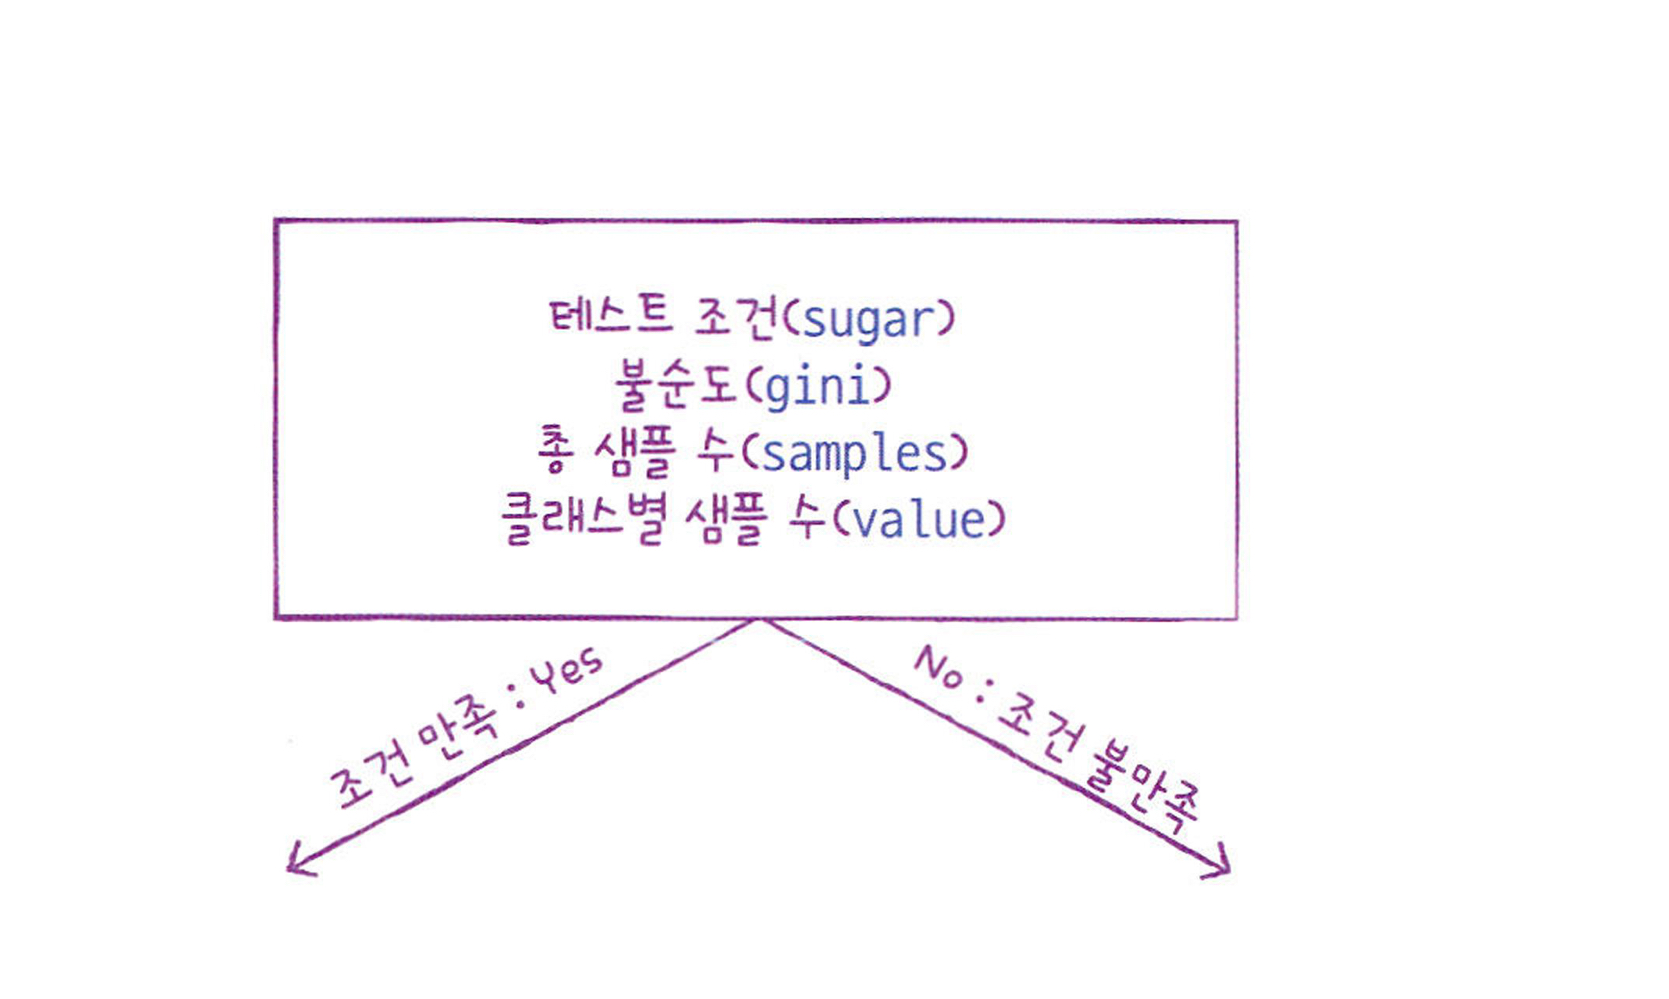 테스트 조건(sugar)
불순도(gini)
총 샘플 수(samples)
클래스별 샘플 수(value)
조건 만족 : Yes
No : 조건 불만족